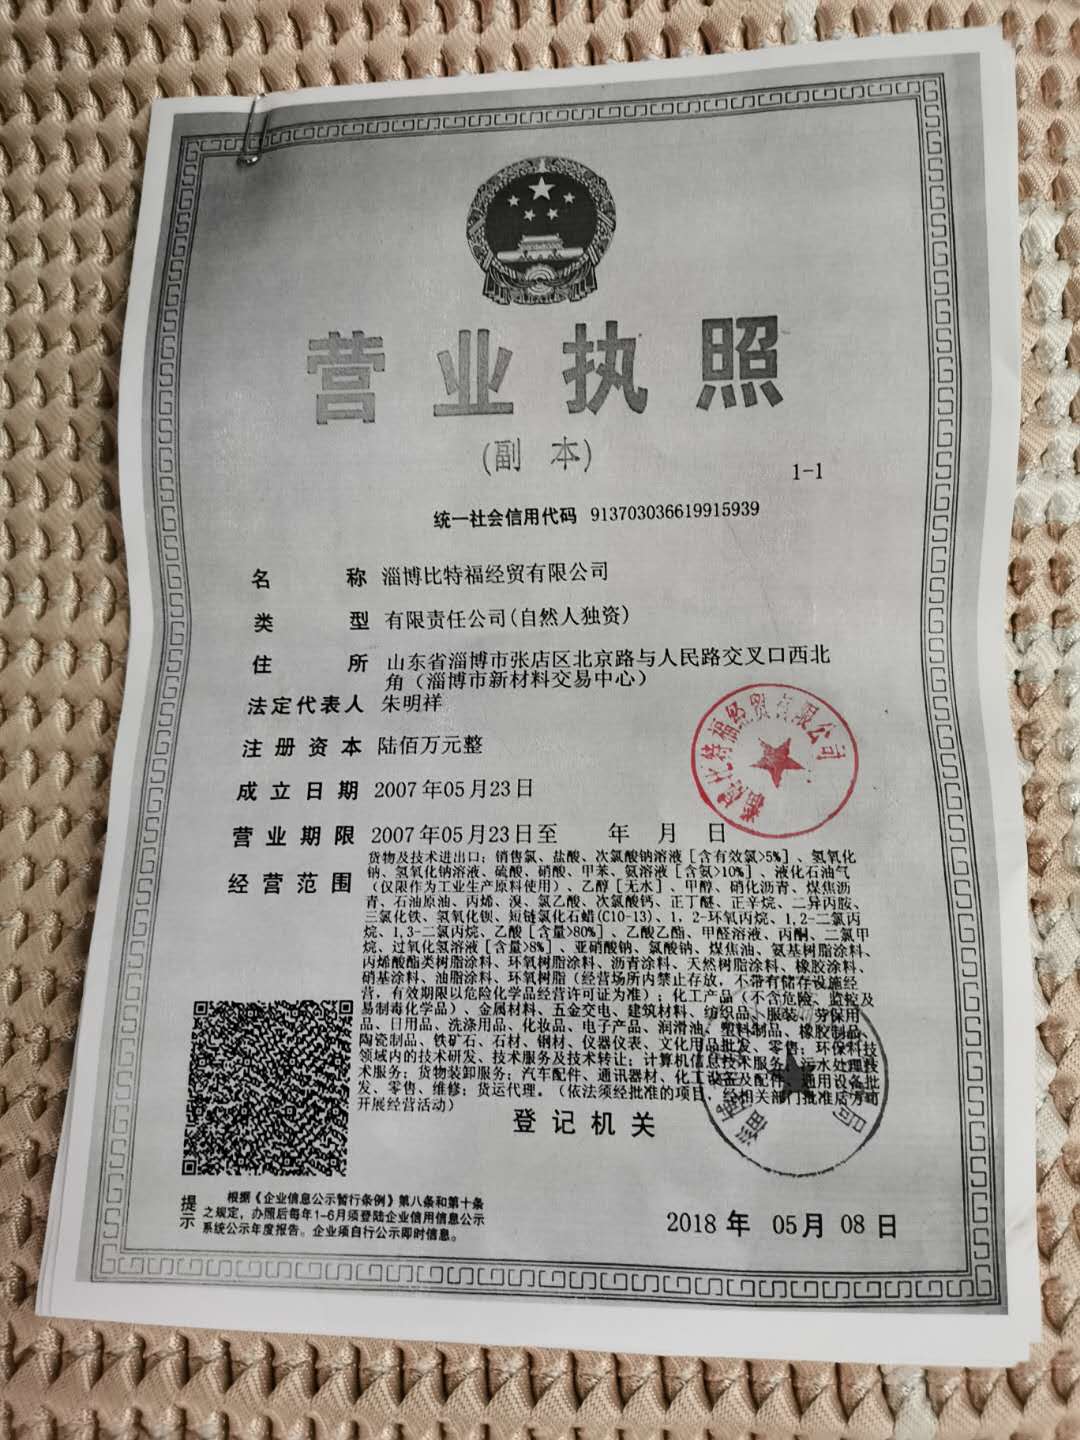 营业执照
(副 本)
1-1
统一社会信用代码 913703036619915939
名 称 淄博比特福经贸有限公司
类 型 有限责任公司(自然人独资)
住 所 山东省淄博市张店区北京路与人民路交叉口西北
角(淄博市新材料交易中心)
法定代表人 朱明祥
注册资本 陆佰万元整
成立日期 2007年05月23日
营业期限 2007年05月23日至 年 月 日
经营范围
货物及技术进出口;销售氯、盐酸、次氯酸钠溶液[含有效氯>5%]、氢氧化
钠、氢氧化钠溶液、硫酸、硝酸、甲苯、氨溶液[含氨>10%]、液化石油气
(仅限作为工业生产原料使用)、乙醇[无水]、甲醇、硝化沥青、煤焦沥
青、石油原油、丙烯、溴、氯乙酸、次氯酸钙、正丁醚、正辛烷、二异丙胺、
三氯化铁、氢氧化钡、短链氯化石蜡(C10-13)、1,2-环氧丙烷、1,2-二氯丙
烷、1,3-二氯丙烷、乙酸[含量>80%]、乙酸乙酯、甲醛溶液、丙酮、二氯甲
烷、过氧化氢溶液[含量>8%]、亚硝酸钠、氯酸钠、煤焦油、氨基树脂涂料、
丙烯酸酯类树脂涂料、环氧树脂涂料、沥青涂料、天然树脂涂料、橡胶涂料、
硝基涂料、油脂涂料、环氧树脂(经营场所内禁止存放,不带有储存设施经
营,有效期限以危险化学品经营许可证为准);化工产品(不含危险、监控及
易制毒化学品)、金属材料、五金交电、建筑材料、纺织品、服装、劳保用
品、日用品、洗涤用品、化妆品、电子产品、润滑油、塑料制品、橡胶制品、
陶瓷制品、铁矿石、石材、钢材、仪器仪表、文化用品批发、零售;环保科技
领域内的技术研发、技术服务及技术转让;计算机信息技术服务;污水处理技
术服务;货物装卸服务;汽车配件、通讯器材、化工设备及配件、通用设备批
发、零售、维修;货运代理。(依法须经批准的项目,经相关部门批准后方可
开展经营活动)
淄博比特福经贸有限公司
登记机关
提示
根据《企业信息公示暂行条例》第八条和第十条
之规定,办照后每年1-6月须登陆企业信用信息公示
系统公示年度报告。企业须自行公示即时信息。
2018 年 05月 08 日